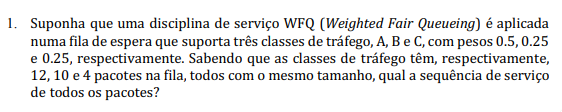 1. Suponha que uma disciplina de serviço WFQ (Weighted Fair Queueing) é aplicada
numa fila de espera que suporta três classes de tráfego, A, B e C, com pesos 0.5, 0.25
e 0.25, respectivamente. Sabendo que as classes de tráfego têm, respectivamente,
12, 10 e 4 pacotes na fila, todos com o mesmo tamanho, qual a sequência de serviço
de todos os pacotes?